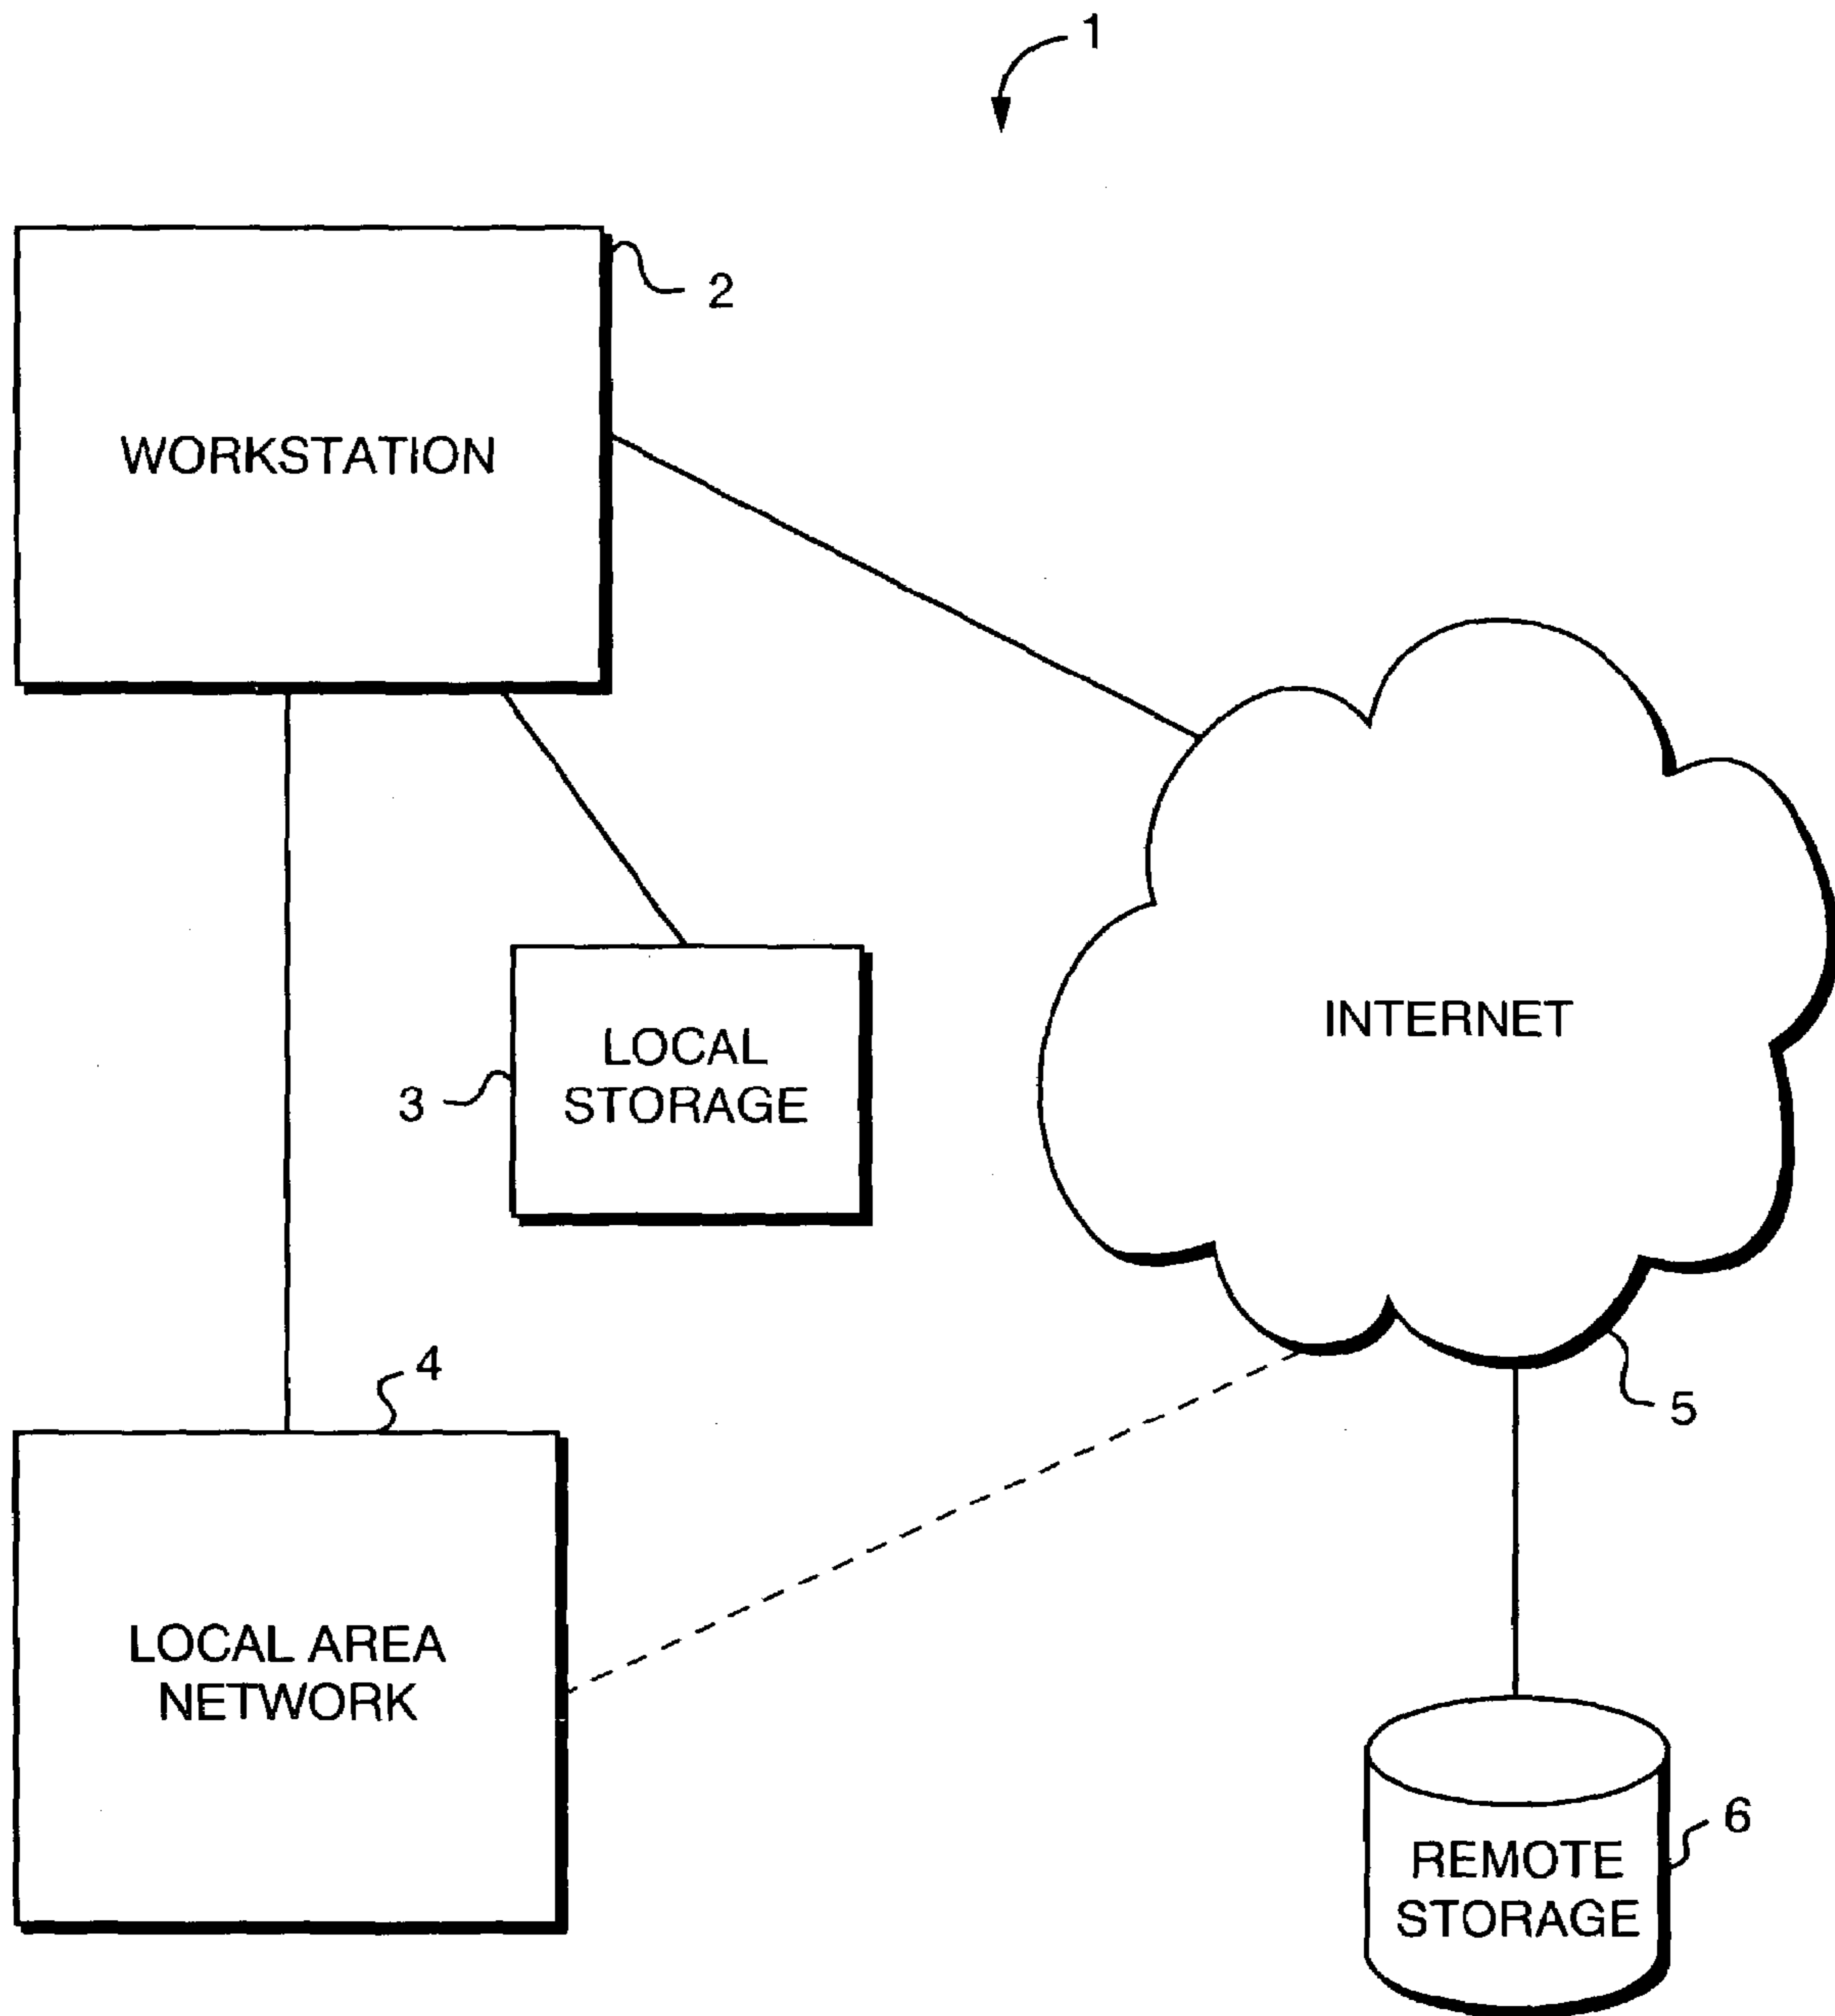 1
2
WORKSTATION
INTERNET
LOCAL
STORAGE
3
4
5
LOCAL AREA
NETWORK
6
REMOTE
STORAGE